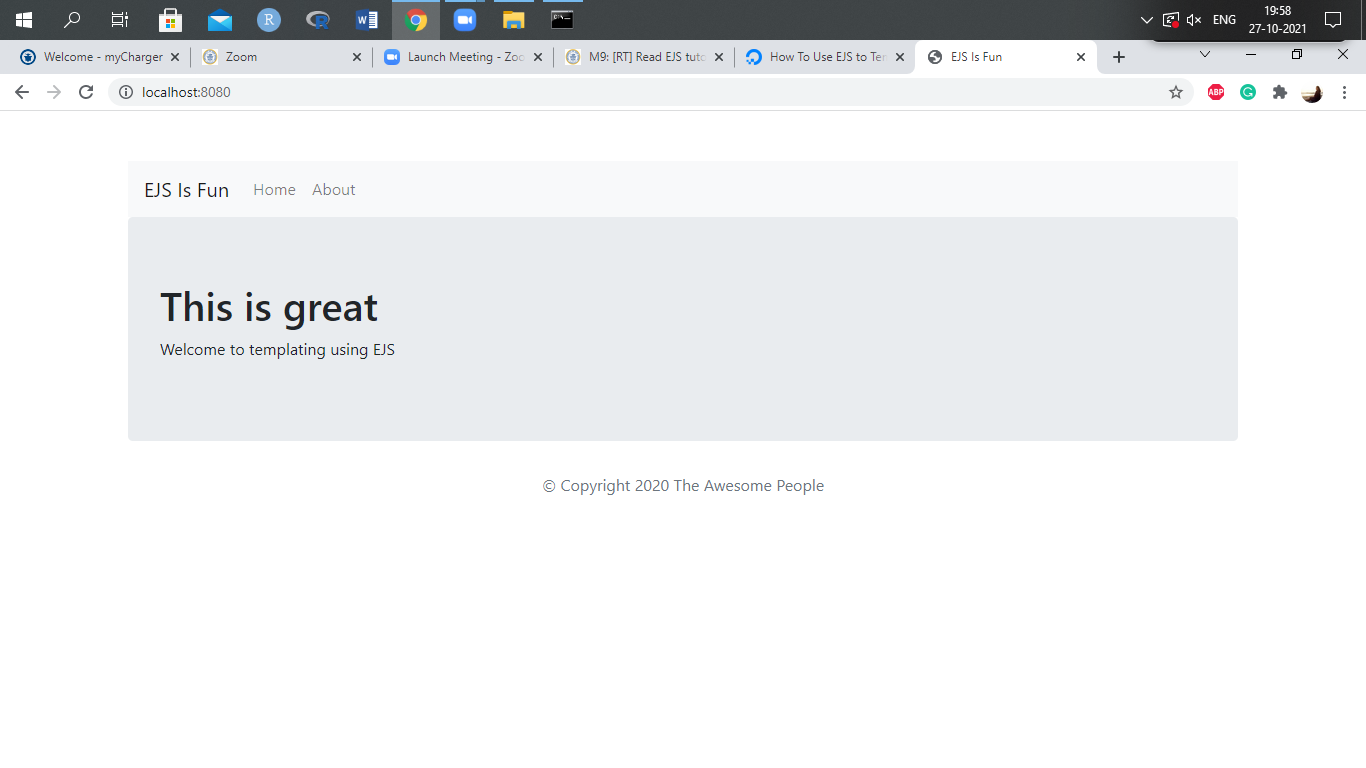 ENG
19:58
27-10-2021
Welcome - myCharger
Zoom
Launch Meeting - Zoo
M9: [RT] Read EJS tuto
How To Use EJS to Ten
EJS Is Fun
localhost:8080
ABP
EJS Is Fun
Home
About
This is great
Welcome to templating using EJS
© Copyright 2020 The Awesome People